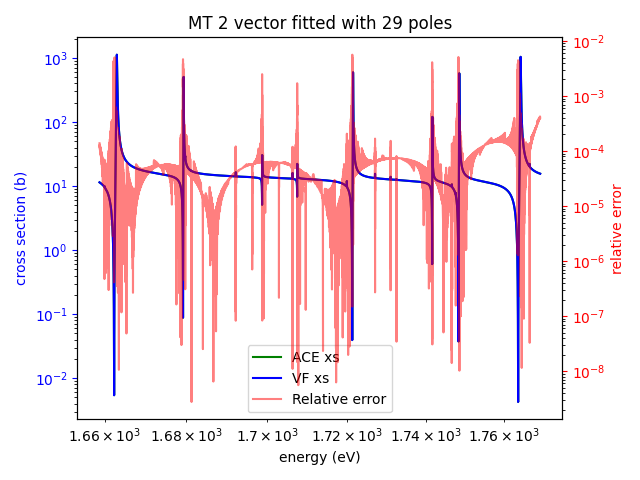 MT 2 vector fitted with 29 poles
10³
10²
10¹
10⁰
10⁻¹
10⁻²
cross section (b)
10⁻²
10⁻³
10⁻⁴
10⁻⁵
10⁻⁶
10⁻⁷
10⁻⁸
relative error
ACE xs
VF xs
Relative error
1.66×10³ 1.68×10³ 1.7×10³ 1.72×10³ 1.74×10³ 1.76×10³
energy (eV)